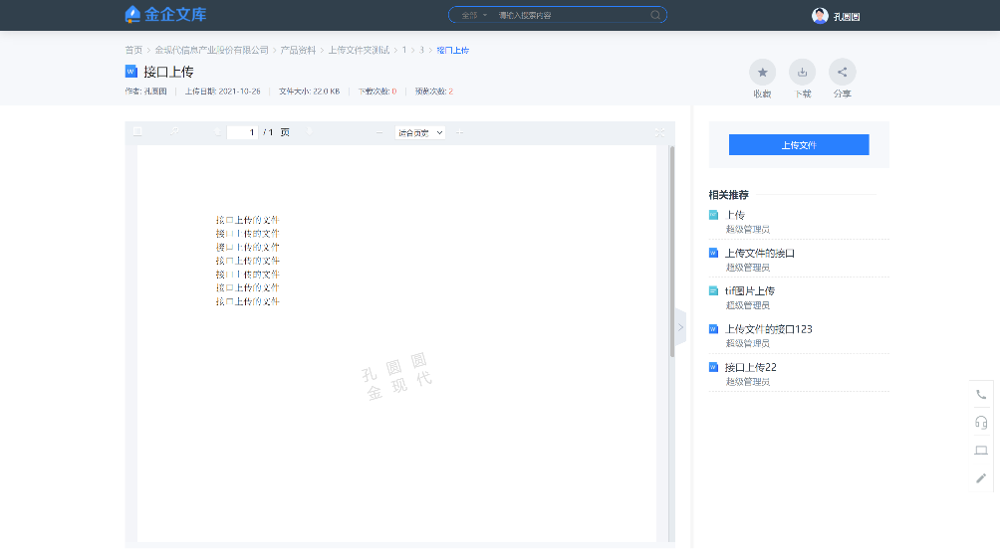 金企文库
全部 请输入搜索内容
孔圆圆
首页 > 金现代信息产业股份有限公司 > 产品资料 > 上传文件夹测试 > 1 > 3 > 接口上传
接口上传
作者: 孔圆圆 | 上传日期: 2021-10-26 | 文件大小: 22.0 KB | 下载次数: 0 | 预览次数: 2
收藏 下载 分享
1 / 1 页 适合页宽
接口上传的文件
接口上传的文件
接口上传的文件
接口上传的文件
接口上传的文件
接口上传的文件
接口上传的文件
孔圆圆
金现代
上传文件
相关推荐
上传
超级管理员
上传文件的接口
超级管理员
tif图片上传
超级管理员
上传文件的接口123
超级管理员
接口上传22
超级管理员